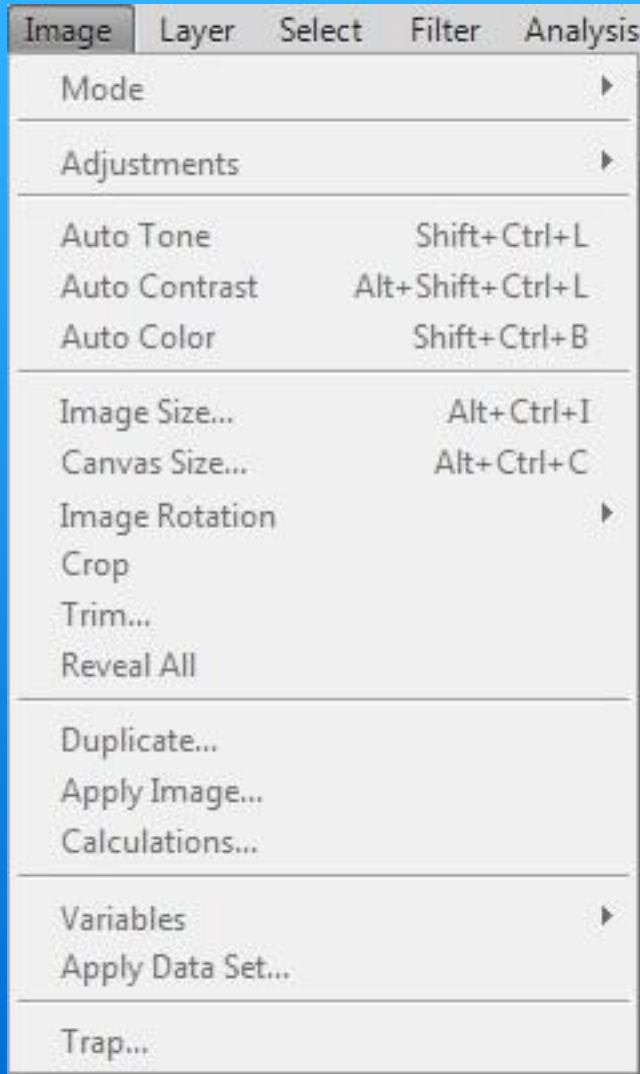 Image Layer Select Filter Analysis
Mode
Adjustments
Auto Tone Shift+Ctrl+L
Auto Contrast Alt+Shift+Ctrl+L
Auto Color Shift+Ctrl+B
Image Size... Alt+Ctrl+I
Canvas Size... Alt+Ctrl+C
Image Rotation
Crop
Trim...
Reveal All
Duplicate...
Apply Image...
Calculations...
Variables
Apply Data Set...
Trap...